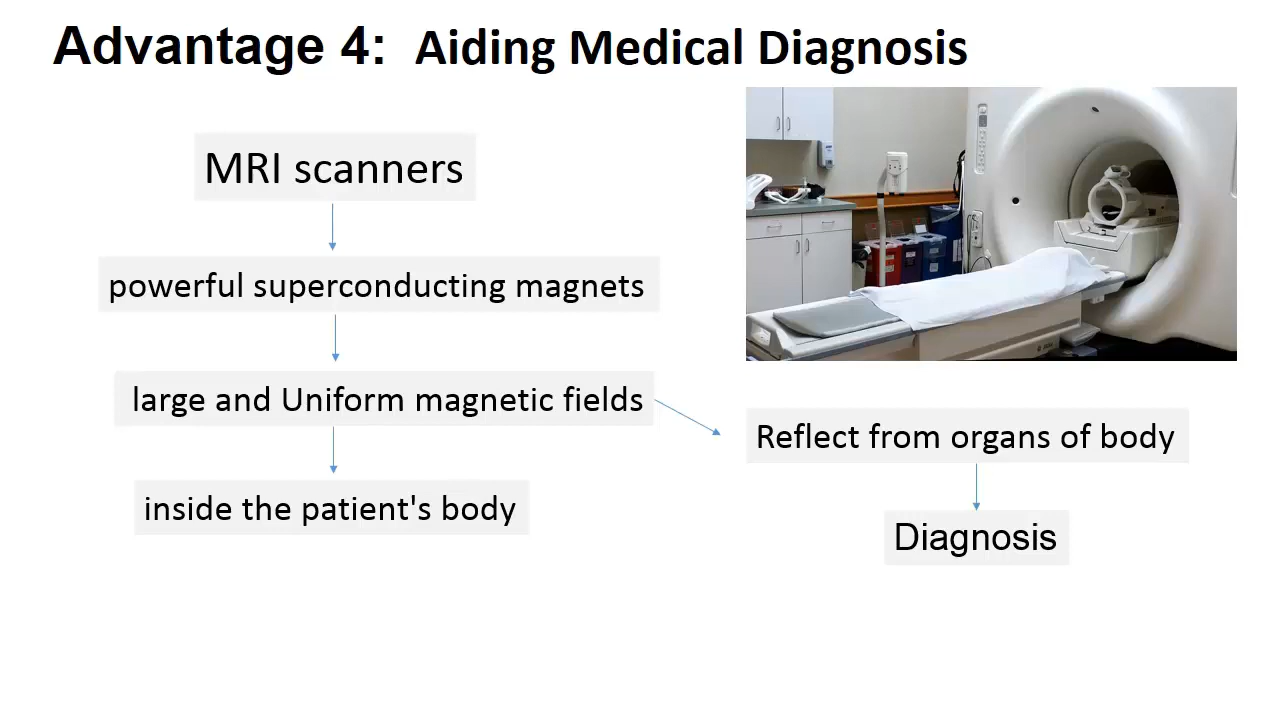 Advantage 4: Aiding Medical Diagnosis
MRI scanners
powerful superconducting magnets
large and Uniform magnetic fields
inside the patient's body
Reflect from organs of body
Diagnosis